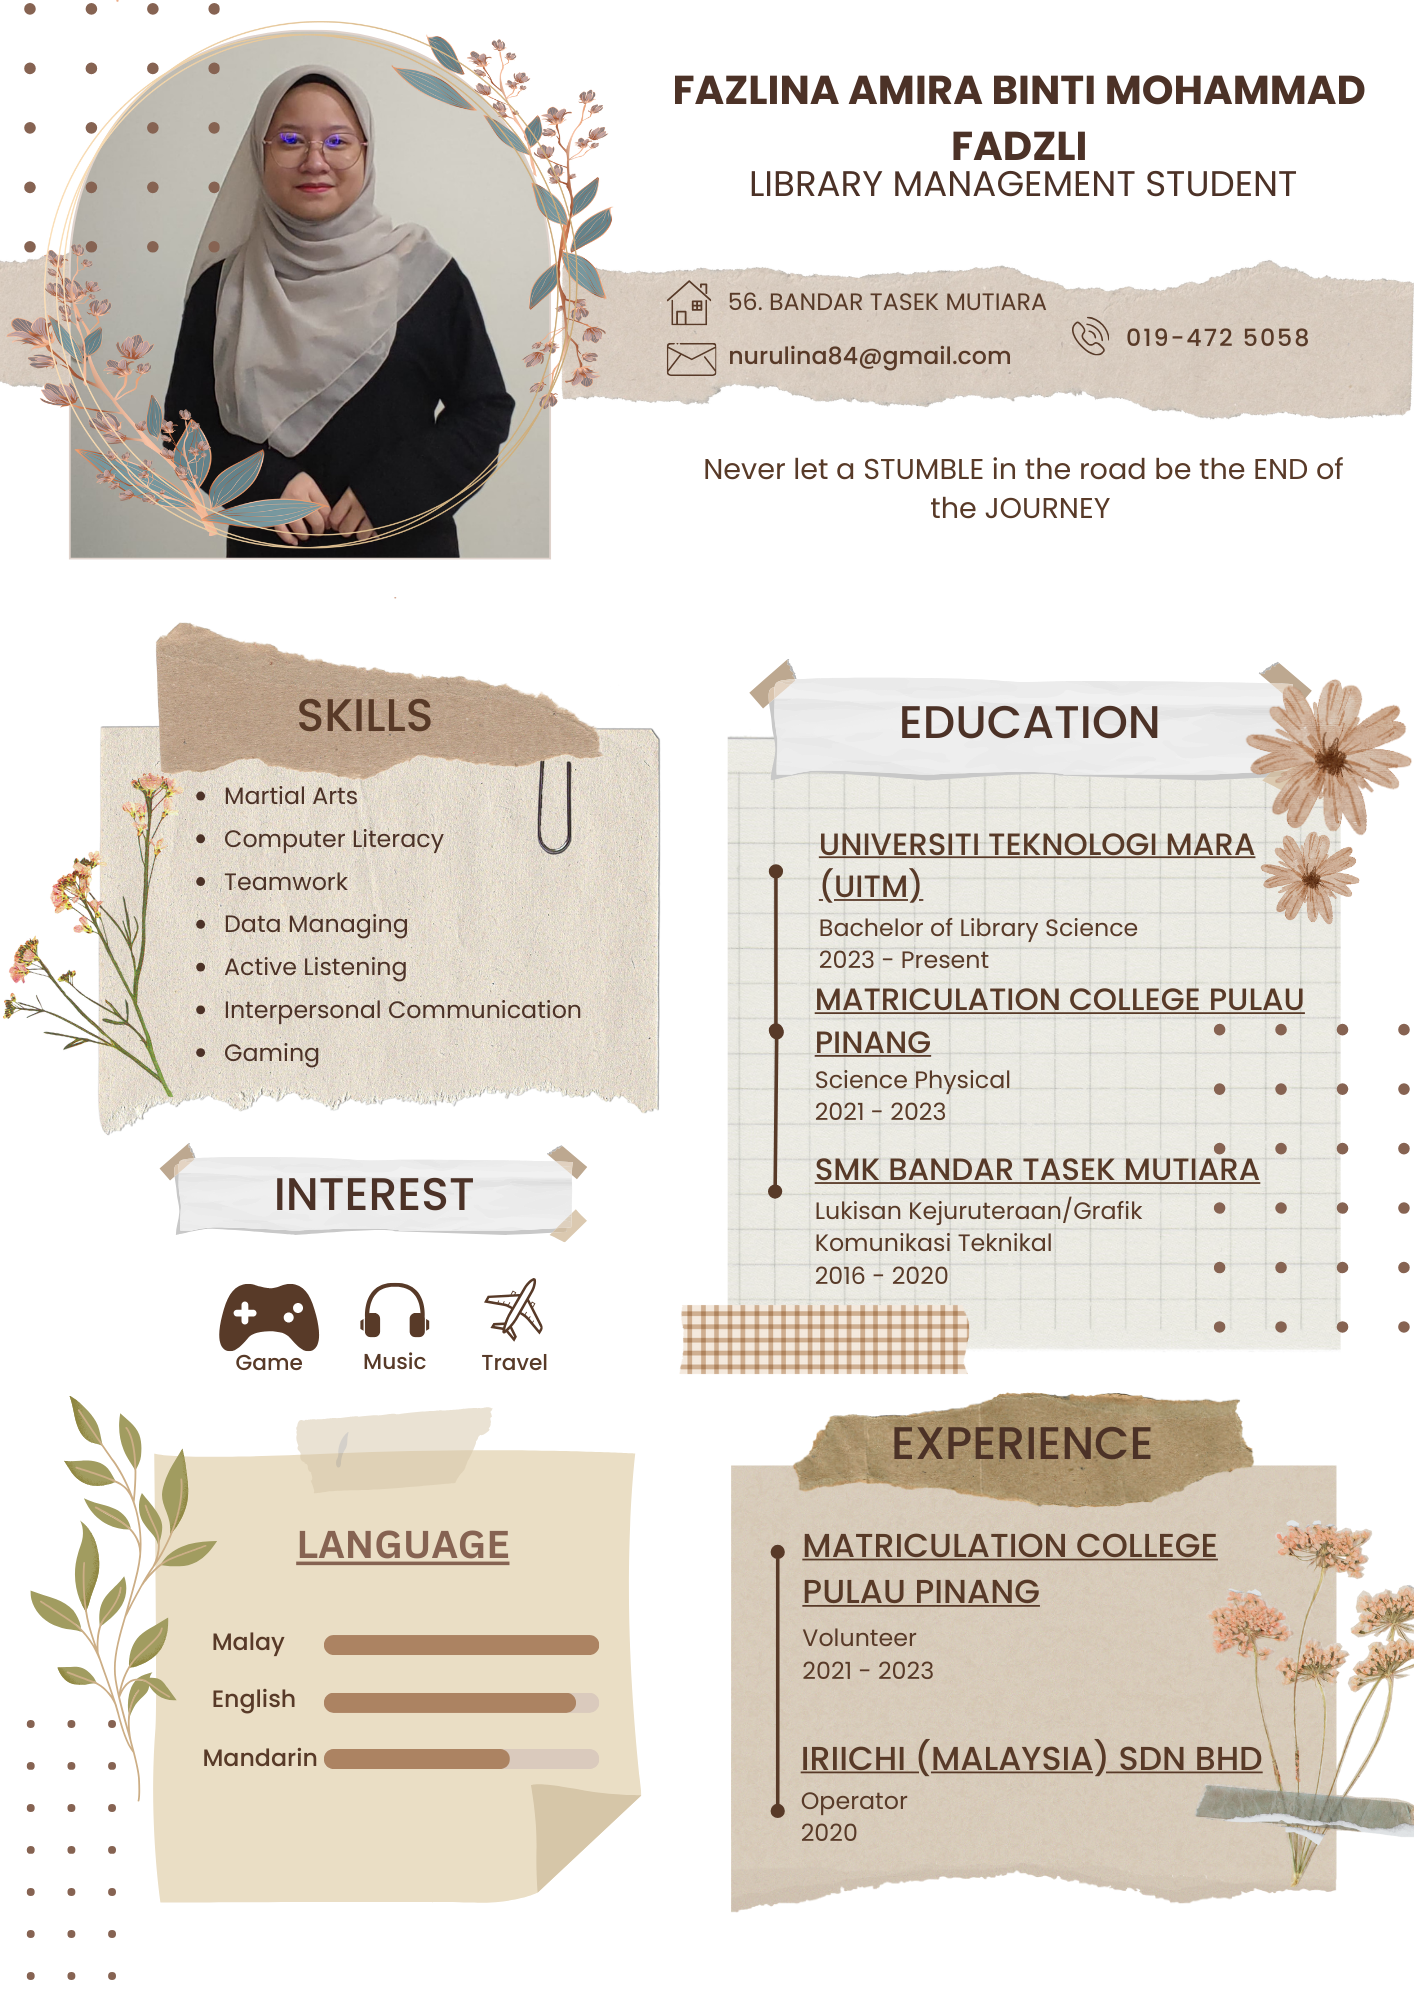 FAZLINA AMIRA BINTI MOHAMMAD
FADZLI
LIBRARY MANAGEMENT STUDENT
56. BANDAR TASEK MUTIARA
nurulina84@gmail.com
019-472 5058
Never let a STUMBLE in the road be the END of
the JOURNEY
SKILLS
Martial Arts
Computer Literacy
Teamwork
Data Managing
Active Listening
Interpersonal Communication
Gaming
INTEREST
Game
Music
Travel
LANGUAGE
Malay
English
Mandarin
EDUCATION
UNIVERSITI TEKNOLOGI MARA
(UITM)
Bachelor of Library Science
2023 - Present
MATRICULATION COLLEGE PULAU
PINANG
Science Physical
2021 - 2023
SMK BANDAR TASEK MUTIARA
Lukisan Kejuruteraan/Grafik
Komunikasi Teknikal
2016 - 2020
EXPERIENCE
MATRICULATION COLLEGE
PULAU PINANG
Volunteer
2021 - 2023
IRIICHI (MALAYSIA) SDN BHD
Operator
2020